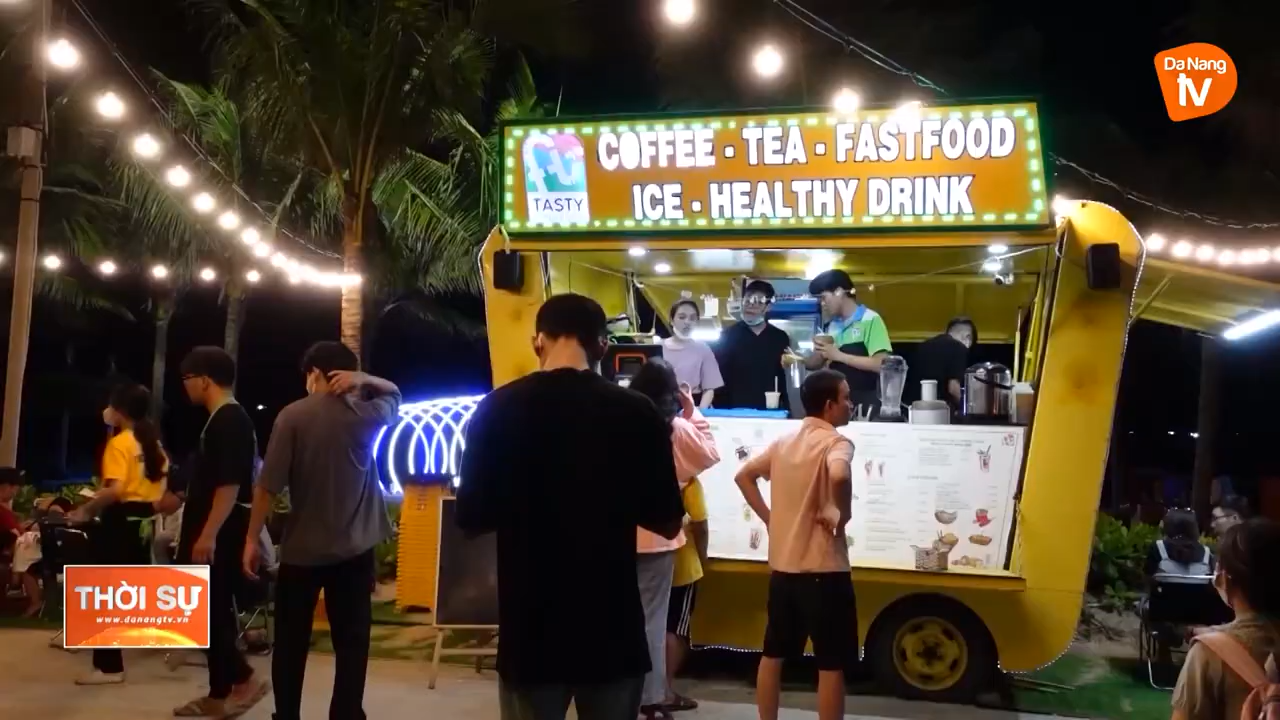 Da Nang
tv
COFFEE · TEA · FASTFOOD
ICE · HEALTHY DRINK
TASTY
THỜI SỰ
www.danangtv.vn